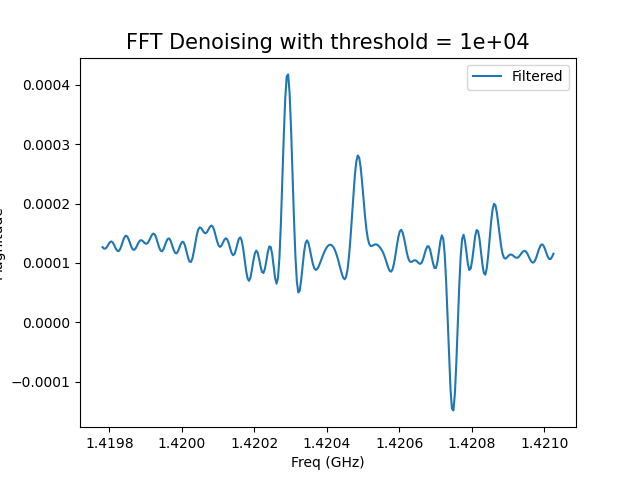 FFT Denoising with threshold = 1e+04
Filtered
0.0004
0.0003
0.0002
0.0001
0.0000
−0.0001
1.4198 1.4200 1.4202 1.4204 1.4206 1.4208 1.4210
Freq (GHz)